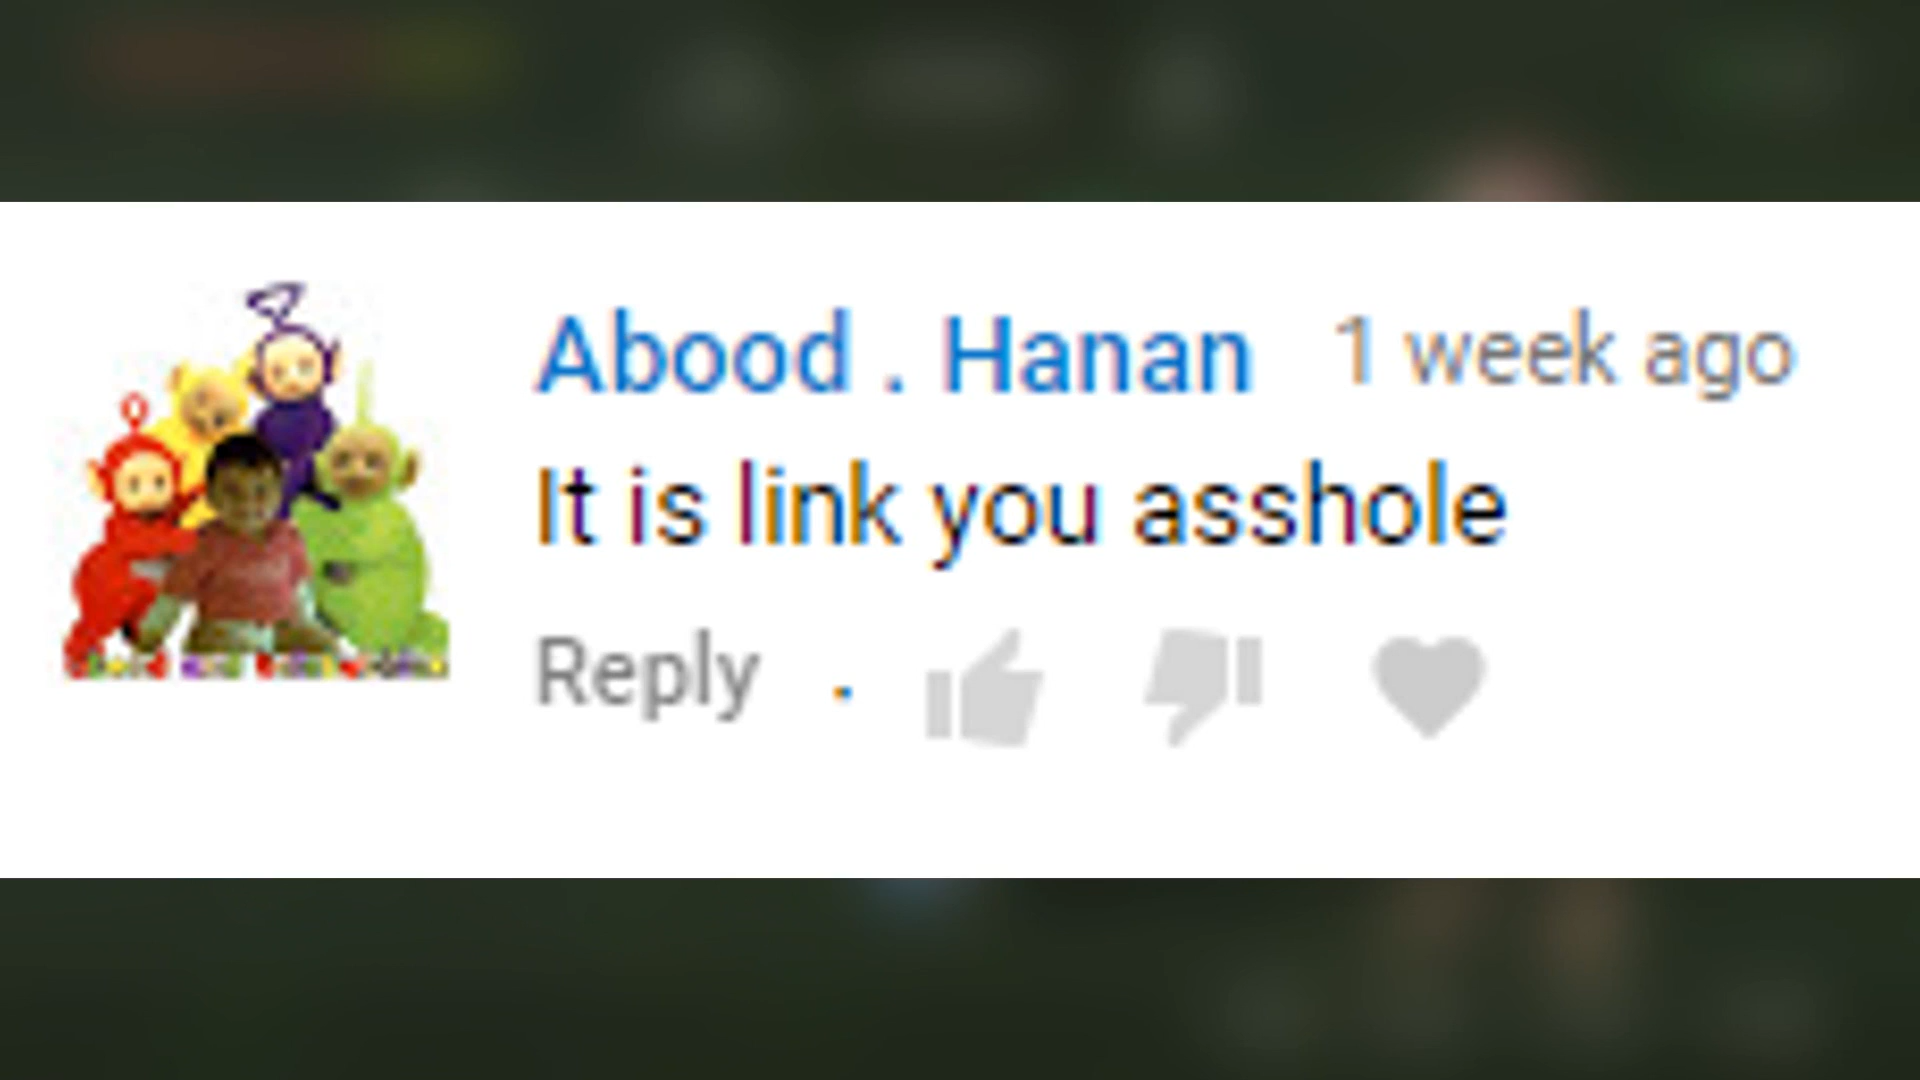 Abood . Hanan 1 week ago
It is link you asshole
Reply .